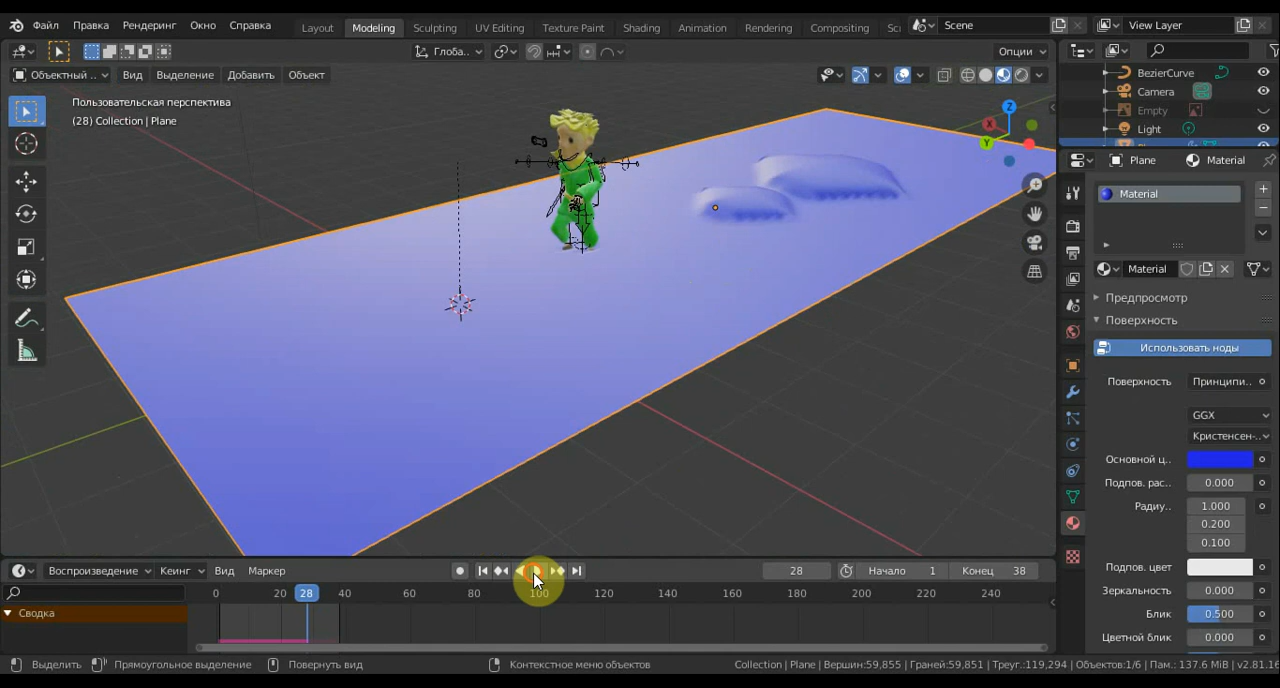 Файл Правка Рендеринг Окно Справка Layout Modeling Sculpting UV Editing Texture Paint Shading Animation Rendering Compositing Sc Scene View Layer
Глоба.. Опции
Объектный .. Вид Выделение Добавить Объект
BezierCurve
Camera
Empty
Light
Пользовательская перспектива
(28) Collection | Plane
X
Y
Z
Plane Material
Material
Material
Предпросмотр
Поверхность
Использовать ноды
Поверхность Принципи..
GGX
Кристенсен-..
Основной ц..
Подпов. рас.. 0.000
Радиу.. 1.000
0.200
0.100
Подпов. цвет
Зеркальность 0.000
Блик 0.500
Цветной блик 0.000
Воспроизведение Кеинг Вид Маркер 28 Начало 1 Конец 38
0 20 28 40 60 80 100 120 140 160 180 200 220 240
Сводка
Выделить Прямоугольное выделение Повернуть вид Контекстное меню объектов Collection | Plane | Вершин:59,855 | Граней:59,851 | Треуг.:119,294 | Объектов:1/6 | Пам.: 137.6 MiB | v2.81.16